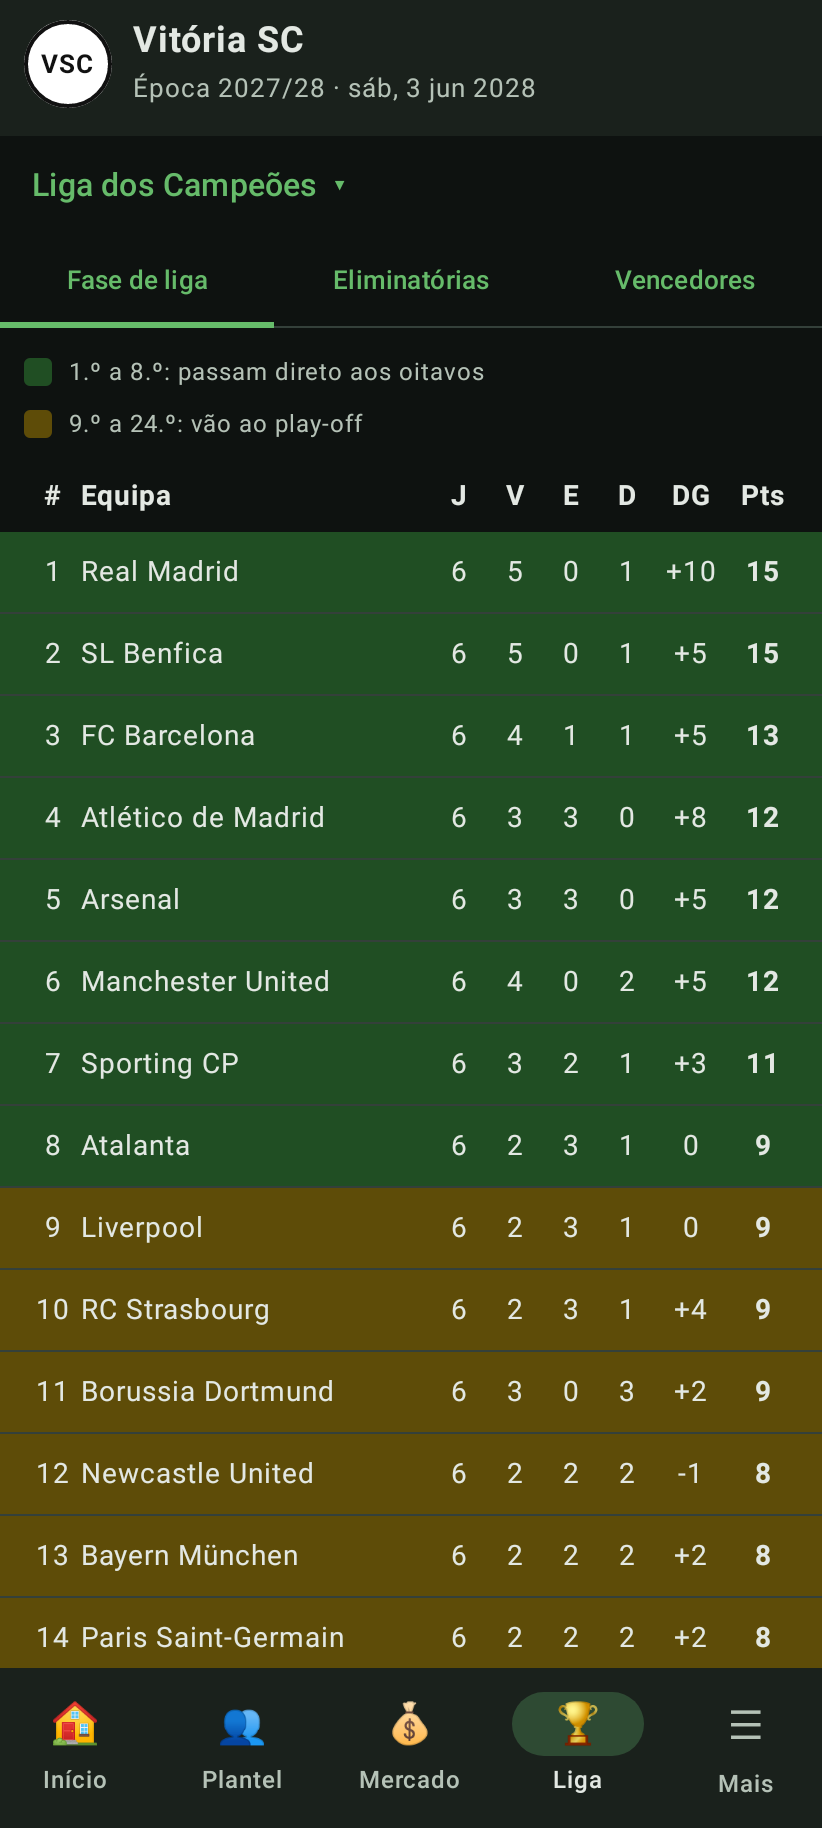 VSC
Vitória SC
Época 2027/28 · sáb, 3 jun 2028
Liga dos Campeões ▾
Fase de liga Eliminatórias Vencedores
1.º a 8.º: passam direto aos oitavos
9.º a 24.º: vão ao play-off
# Equipa J V E D DG Pts
1 Real Madrid 6 5 0 1 +10 15
2 SL Benfica 6 5 0 1 +5 15
3 FC Barcelona 6 4 1 1 +5 13
4 Atlético de Madrid 6 3 3 0 +8 12
5 Arsenal 6 3 3 0 +5 12
6 Manchester United 6 4 0 2 +5 12
7 Sporting CP 6 3 2 1 +3 11
8 Atalanta 6 2 3 1 0 9
9 Liverpool 6 2 3 1 0 9
10 RC Strasbourg 6 2 3 1 +4 9
11 Borussia Dortmund 6 3 0 3 +2 9
12 Newcastle United 6 2 2 2 -1 8
13 Bayern München 6 2 2 2 +2 8
14 Paris Saint-Germain 6 2 2 2 +2 8
Início Plantel Mercado Liga Mais